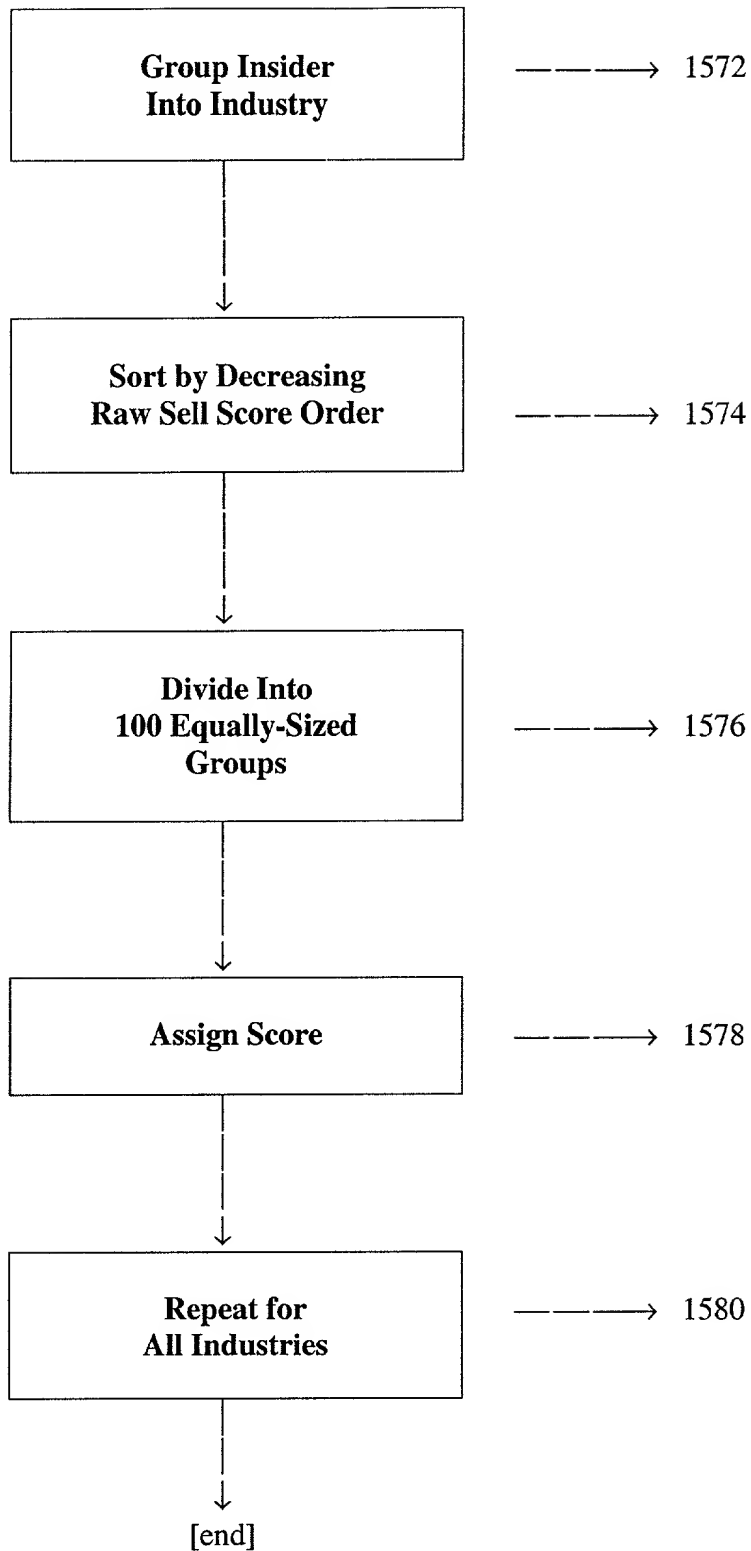 Group Insider
Into Industry
1572
Sort by Decreasing
Raw Sell Score Order
1574
Divide Into
100 Equally-Sized
Groups
1576
Assign Score
1578
Repeat for
All Industries
1580
[end]